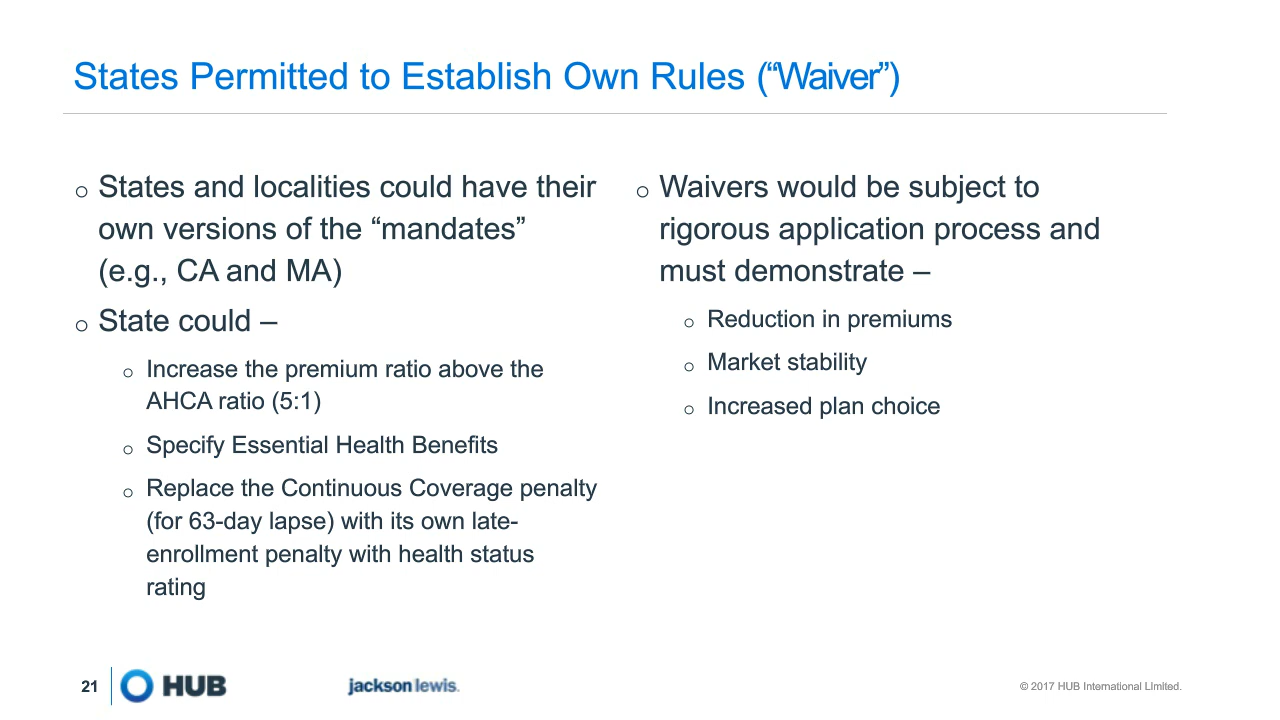 States Permitted to Establish Own Rules (“Waiver”)
o States and localities could have their
own versions of the “mandates”
(e.g., CA and MA)
o State could –
o Increase the premium ratio above the
AHCA ratio (5:1)
o Specify Essential Health Benefits
o Replace the Continuous Coverage penalty
(for 63-day lapse) with its own late-
enrollment penalty with health status
rating
o Waivers would be subject to
rigorous application process and
must demonstrate –
o Reduction in premiums
o Market stability
o Increased plan choice
21
HUB
jackson lewis.
© 2017 HUB International Limited.